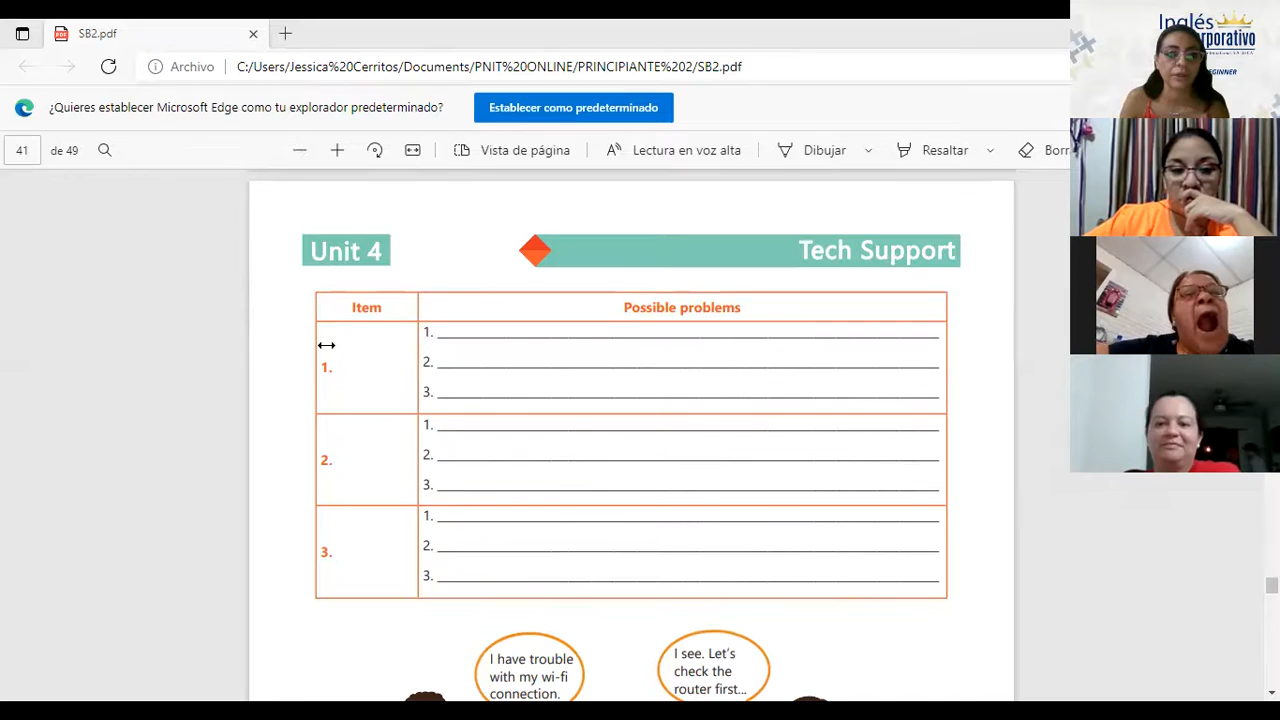 SB2.pdf
Archivo
C:/Users/Jessica%20Cerritos/Documents/PNIT%20ONLINE/PRINCIPIANTE%202/SB2.pdf
¿Quieres establecer Microsoft Edge como tu explorador predeterminado?
Establecer como predeterminado
41
de 49
Vista de página
Lectura en voz alta
Dibujar
Resaltar
Borr
Unit 4
Tech Support
Item
Possible problems
1.
1.
2.
3.
2.
1.
2.
3.
3.
1.
2.
3.
I have trouble
with my wi-fi
connection.
I see. Let's
check the
router first...
Inglés